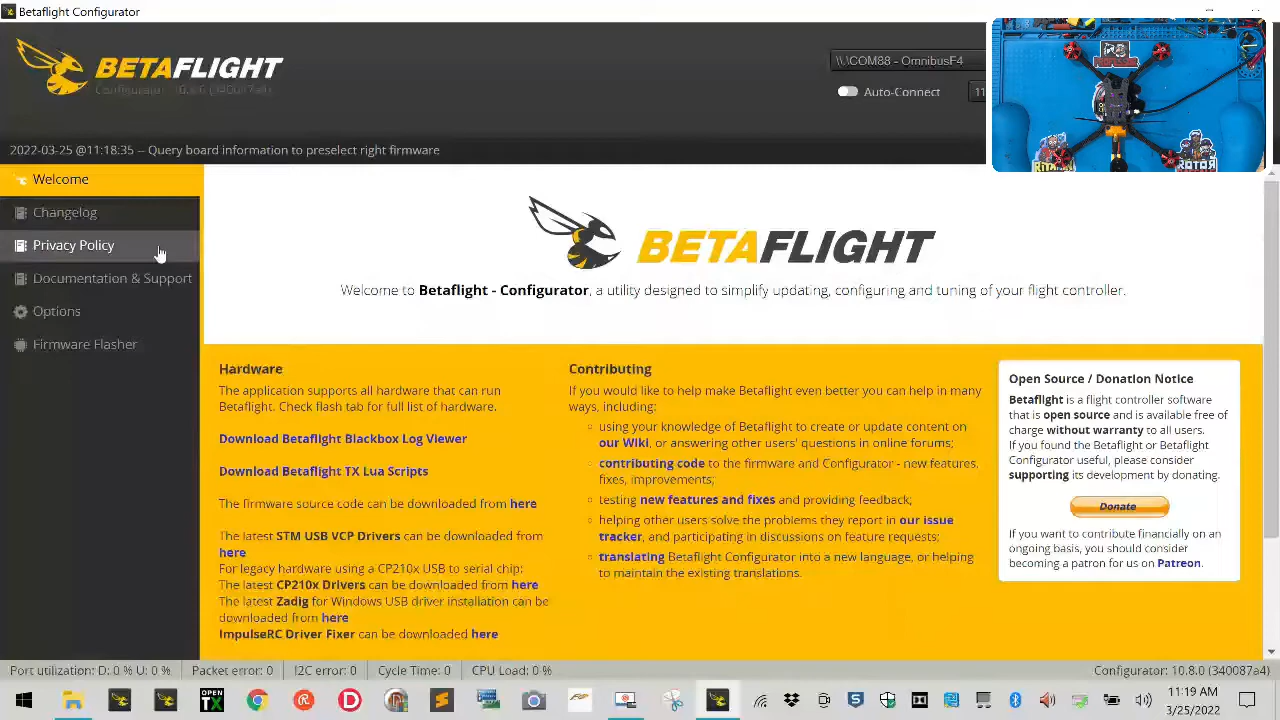 Betaflight Configurator
BETAFLIGHT
\\.\COM88 - OmnibusF4
Auto-Connect
11
2022-03-25 @11:18:35 -- Query board information to preselect right firmware
Welcome
Changelog
Privacy Policy
Documentation & Support
Options
Firmware Flasher
BETAFLIGHT
Welcome to Betaflight - Configurator, a utility designed to simplify updating, configuring and tuning of your flight controller.
Hardware
The application supports all hardware that can run
Betaflight. Check flash tab for full list of hardware.
Download Betaflight Blackbox Log Viewer
Download Betaflight TX Lua Scripts
The firmware source code can be downloaded from here
The latest STM USB VCP Drivers can be downloaded from
here
For legacy hardware using a CP210x USB to serial chip:
The latest CP210x Drivers can be downloaded from here
The latest Zadig for Windows USB driver installation can be
downloaded from here
ImpulseRC Driver Fixer can be downloaded here
Contributing
If you would like to help make Betaflight even better you can help in many
ways, including:
using your knowledge of Betaflight to create or update content on
our Wiki, or answering other users' questions in online forums;
contributing code to the firmware and Configurator - new features,
fixes, improvements;
testing new features and fixes and providing feedback;
helping other users solve the problems they report in our issue
tracker, and participating in discussions on feature requests;
translating Betaflight Configurator into a new language, or helping
to maintain the existing translations.
Open Source / Donation Notice
Betaflight is a flight controller software
that is open source and is available free of
charge without warranty to all users.
If you found the Betaflight or Betaflight
Configurator useful, please consider
supporting its development by donating.
Donate
If you want to contribute financially on an
ongoing basis, you should consider
becoming a patron for us on Patreon.
Port utilization: D: 0 % U: 0 %
Packet error: 0
I2C error: 0
Cycle Time: 0
CPU Load: 0 %
Configurator: 10.8.0 (340087a4)
OPEN
TX
11:19 AM
3/25/2022